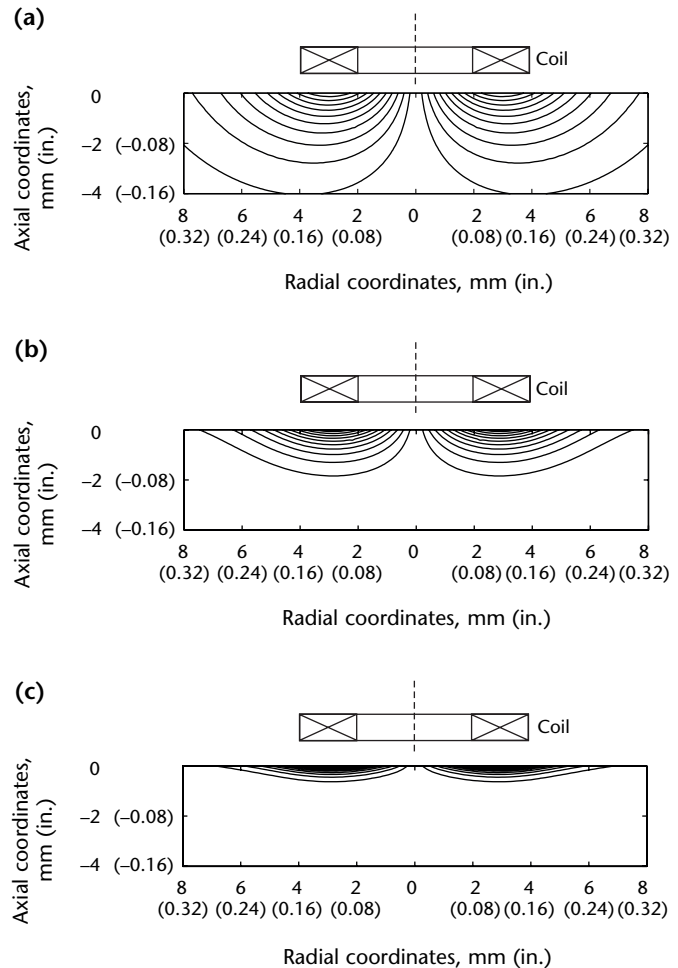 (a)
Coil
Axial coordinates,
mm (in.)
0
–2 (–0.08)
–4 (–0.16)
8 6 4 2 0 2 4 6 8
(0.32) (0.24) (0.16) (0.08) (0.08) (0.16) (0.24) (0.32)
Radial coordinates, mm (in.)
(b)
Coil
Axial coordinates,
mm (in.)
0
–2 (–0.08)
–4 (–0.16)
8 6 4 2 0 2 4 6 8
(0.32) (0.24) (0.16) (0.08) (0.08) (0.16) (0.24) (0.32)
Radial coordinates, mm (in.)
(c)
Coil
Axial coordinates,
mm (in.)
0
–2 (–0.08)
–4 (–0.16)
8 6 4 2 0 2 4 6 8
(0.32) (0.24) (0.16) (0.08) (0.08) (0.16) (0.24) (0.32)
Radial coordinates, mm (in.)